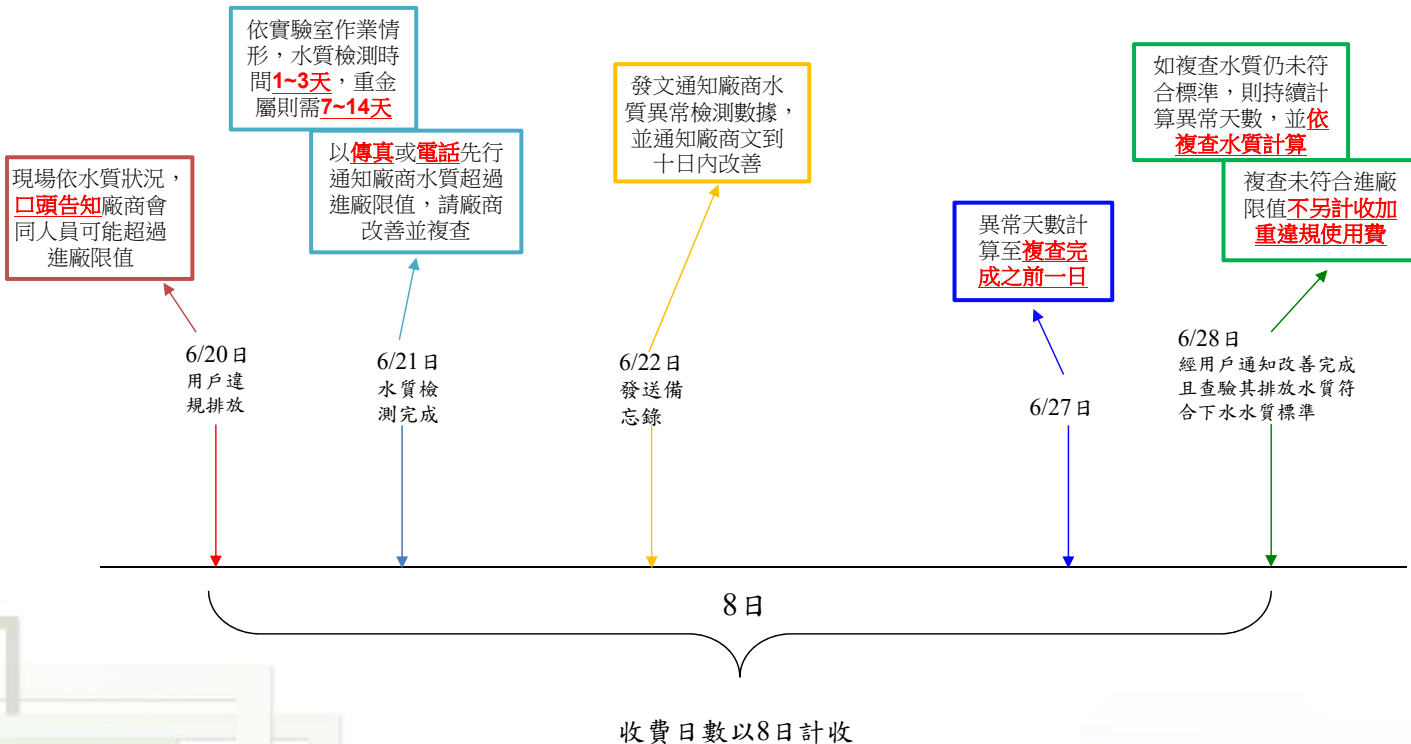 現場依水質狀況，
口頭告知廠商會
同人員可能超過
進廠限值
依實驗室作業情
形，水質檢測時
間1~3天，重金
屬則需7~14天
以傳真或電話先行
通知廠商水質超過
進廠限值，請廠商
改善並複查
發文通知廠商水
質異常檢測數據，
並通知廠商文到
十日內改善
異常天數計
算至複查完
成之前一日
如複查水質仍未符
合標準，則持續計
算異常天數，並依
複查水質計算
複查未符合進廠
限值不另計收加
重違規使用費
6/20日
用戶違
規排放
6/21日
水質檢
測完成
6/22日
發送備
忘錄
6/27日
6/28日
經用戶通知改善完成
且查驗其排放水質符
合下水水質標準
8日
收費日數以8日計收